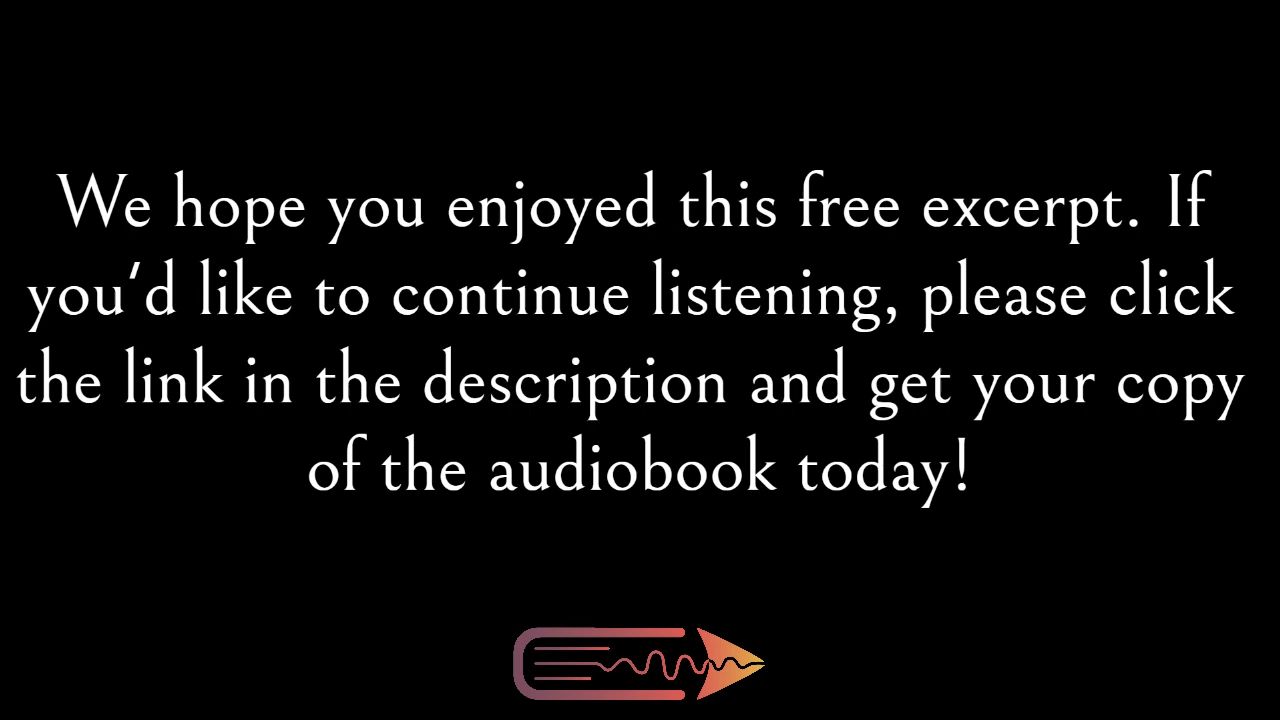 We hope you enjoyed this free excerpt. If
you'd like to continue listening, please click
the link in the description and get your copy
of the audiobook today!